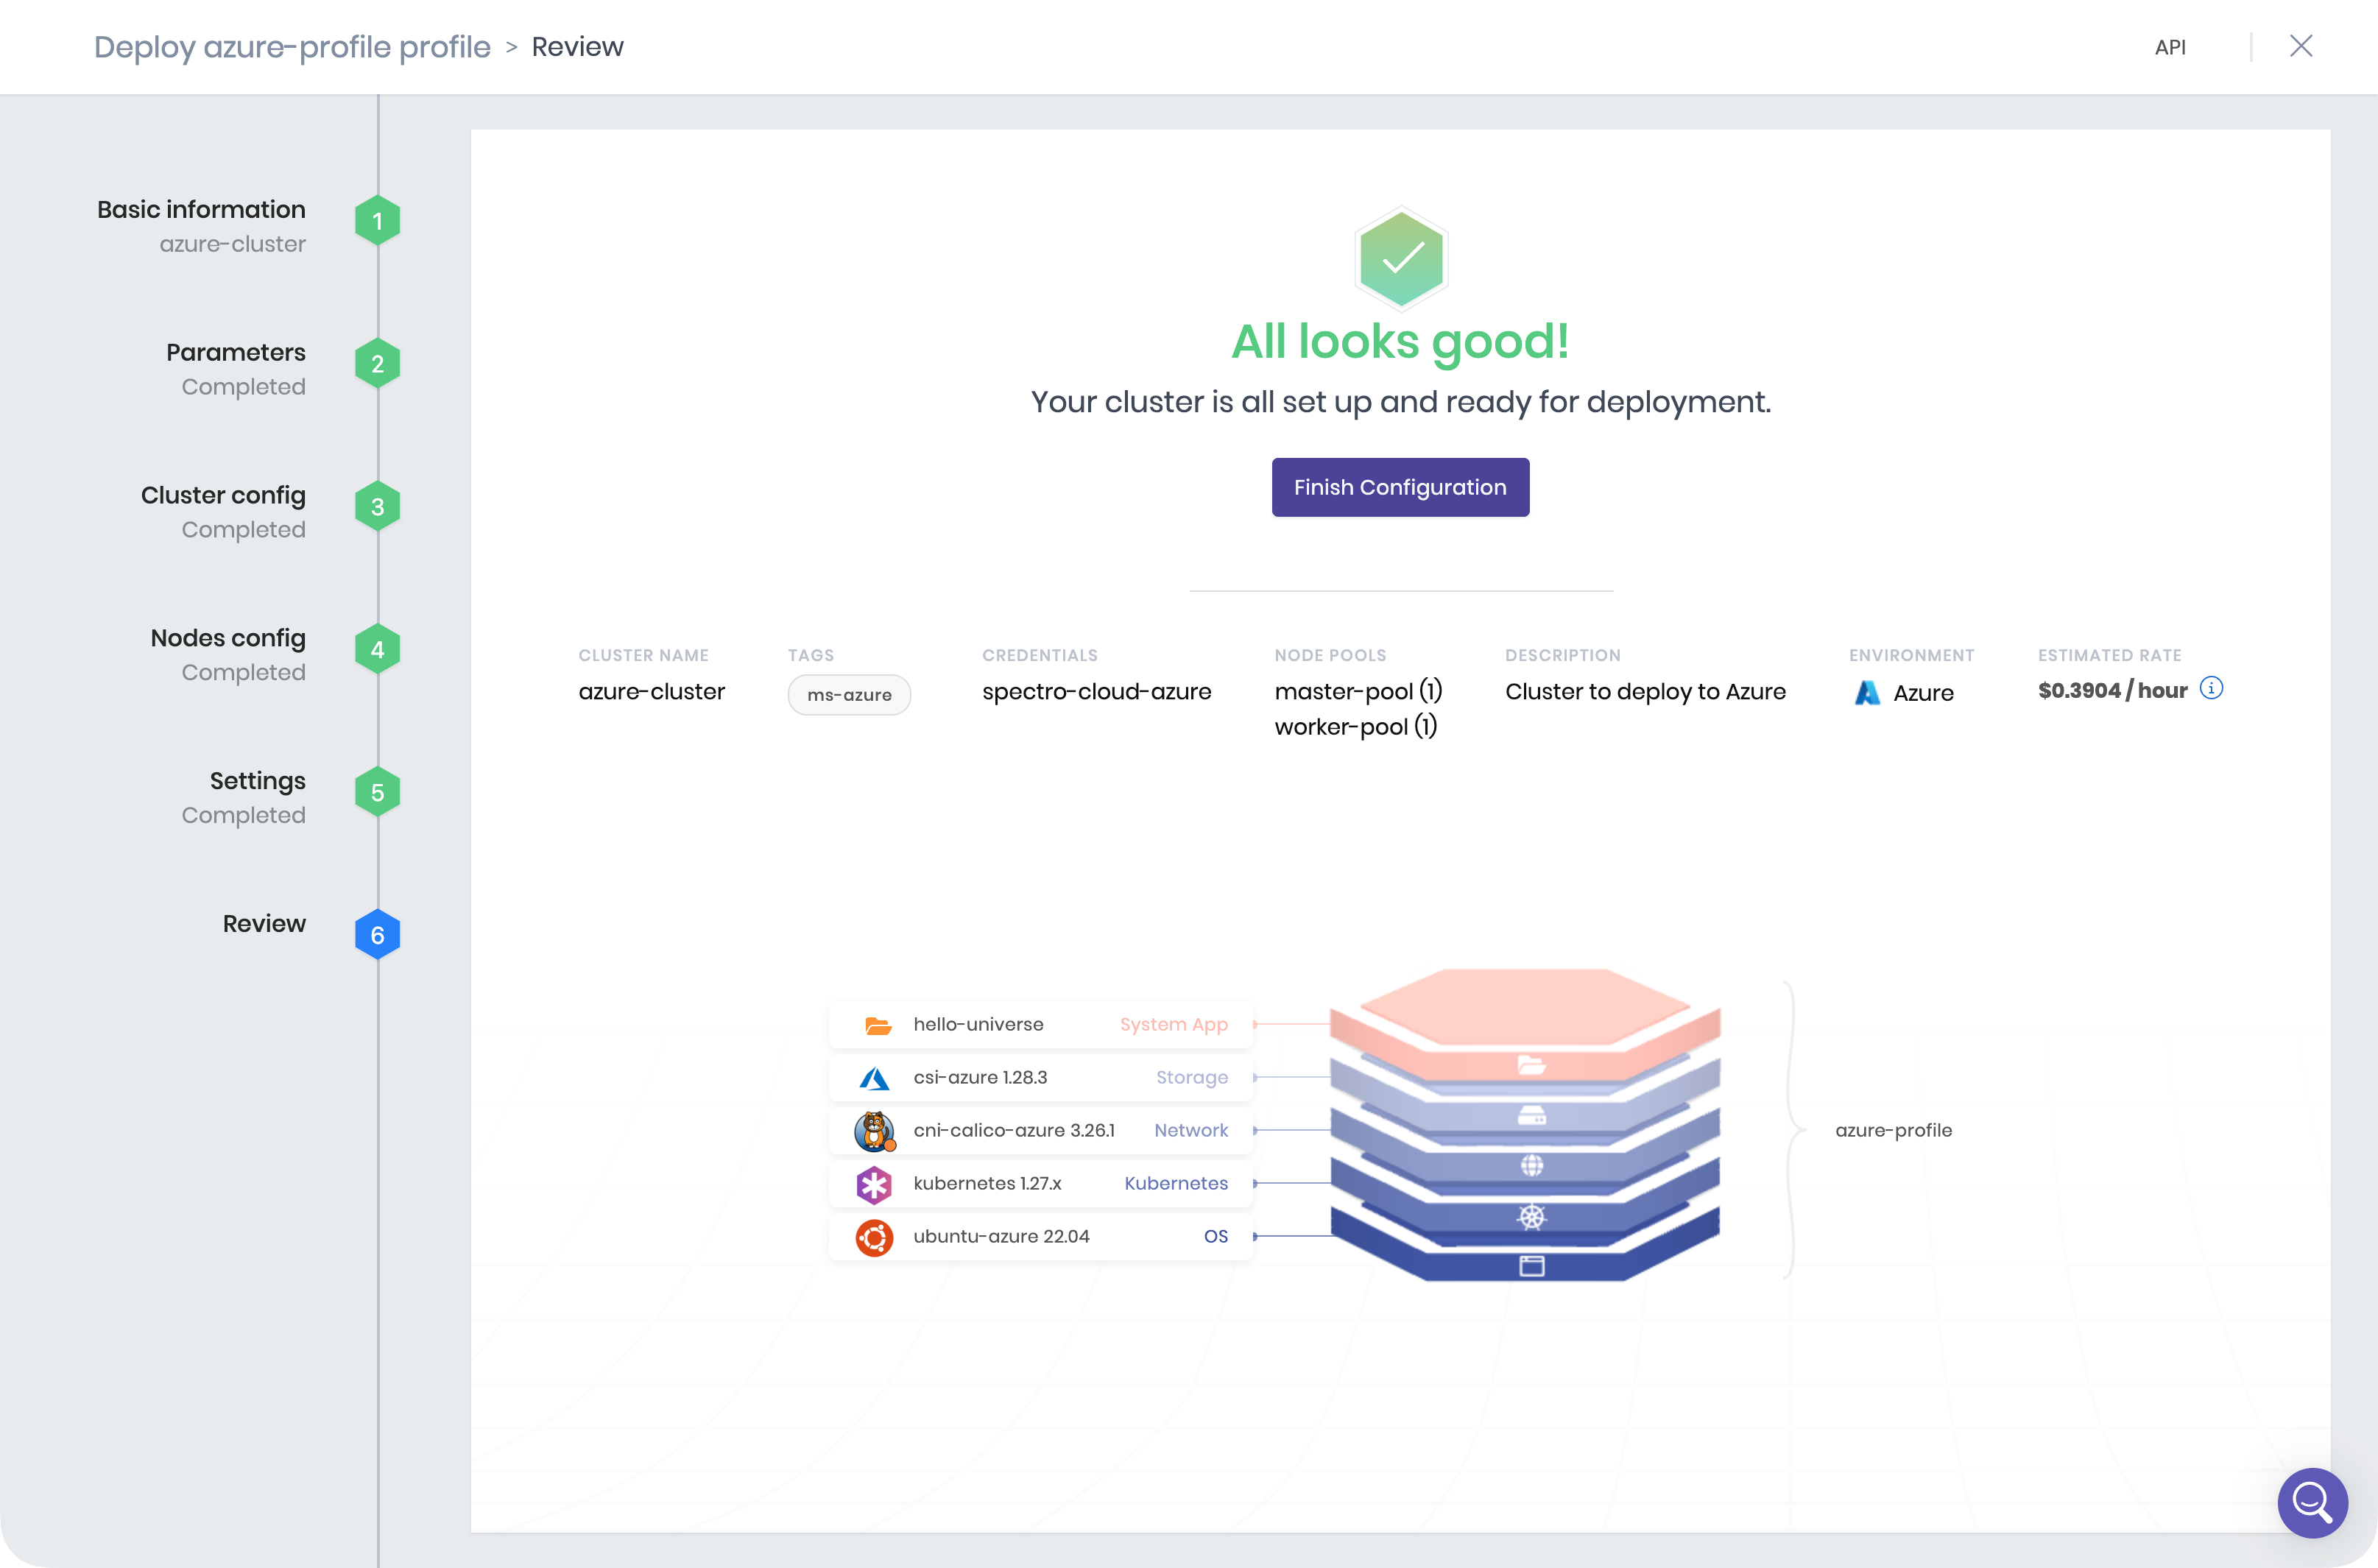 Deploy azure-profile profile > Review
API
Basic information
azure-cluster
1
Parameters
Completed
2
Cluster config
Completed
3
Nodes config
Completed
4
Settings
Completed
5
Review
6
All looks good!
Your cluster is all set up and ready for deployment.
Finish Configuration
CLUSTER NAME
azure-cluster
TAGS
ms-azure
CREDENTIALS
spectro-cloud-azure
NODE POOLS
master-pool (1)
worker-pool (1)
DESCRIPTION
Cluster to deploy to Azure
ENVIRONMENT
Azure
ESTIMATED RATE
$0.3904 / hour
hello-universe System App
csi-azure 1.28.3 Storage
cni-calico-azure 3.26.1 Network
kubernetes 1.27.x Kubernetes
ubuntu-azure 22.04 OS
azure-profile